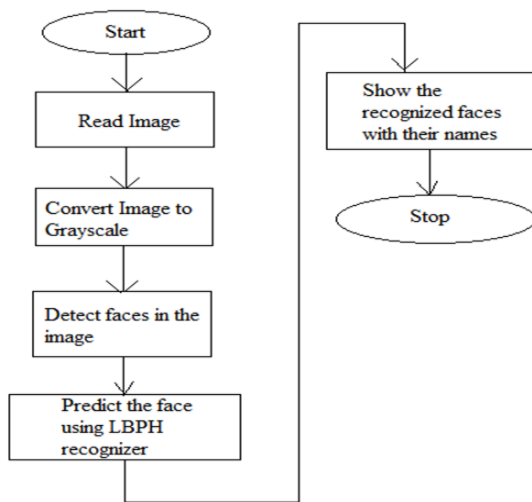 Start
Read Image
Convert Image to
Grayscale
Detect faces in the
image
Predict the face
using LBPH
recognizer
Show the
recognized faces
with their names
Stop